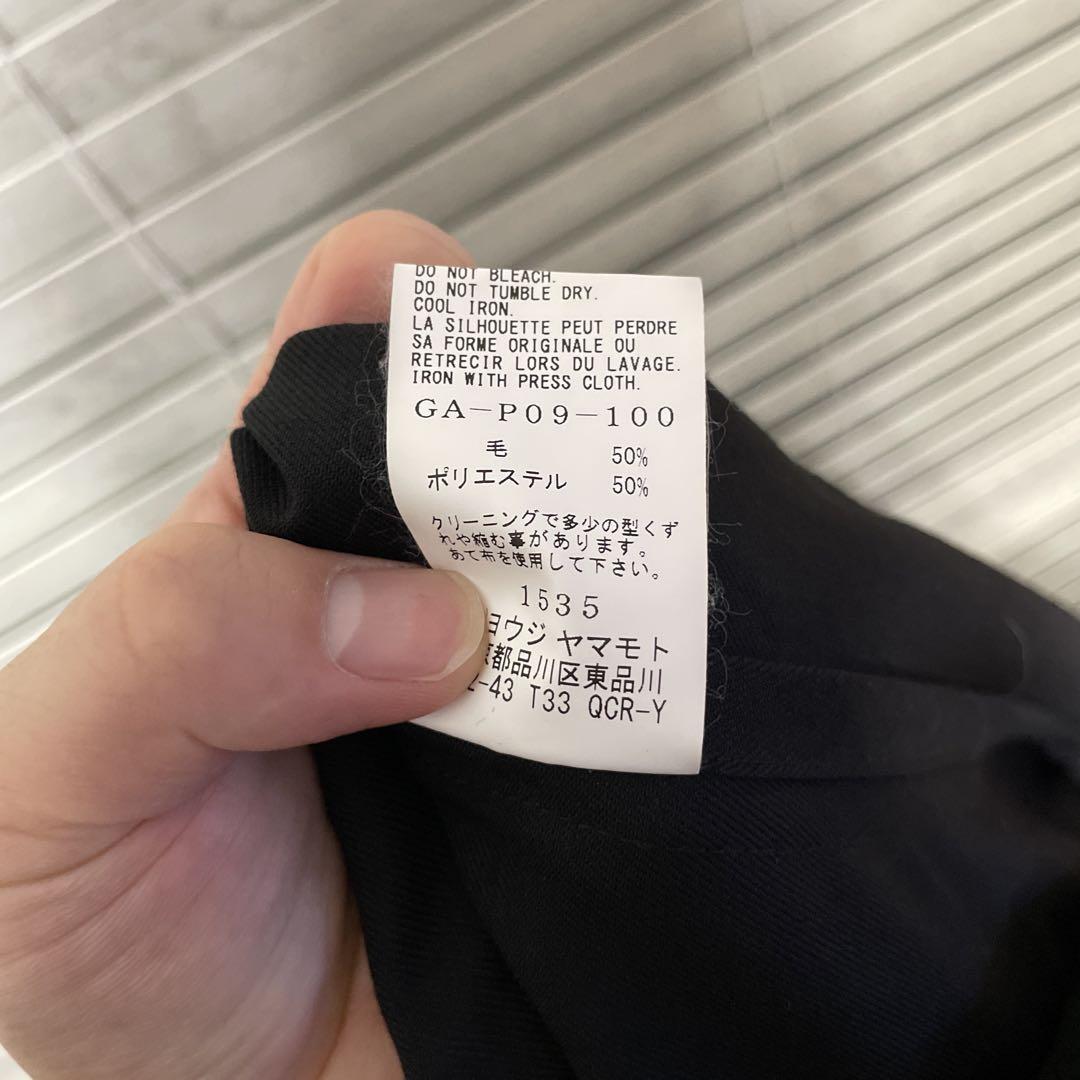 DO NOT BLEACH.
DO NOT TUMBLE DRY.
COOL IRON.
LA SILHOUETTE PEUT PERDRE
SA FORME ORIGINALE OU
RETRECIR LORS DU LAVAGE.
IRON WITH PRESS CLOTH.
GA-P09-100
毛 50%
ポリエステル 50%
クリーニングで多少の型くず
れや縮む事があります。
あて布を使用して下さい。
1535
ヨウジ ヤマモト
都品川区東品川
-43 T33 QCR-Y